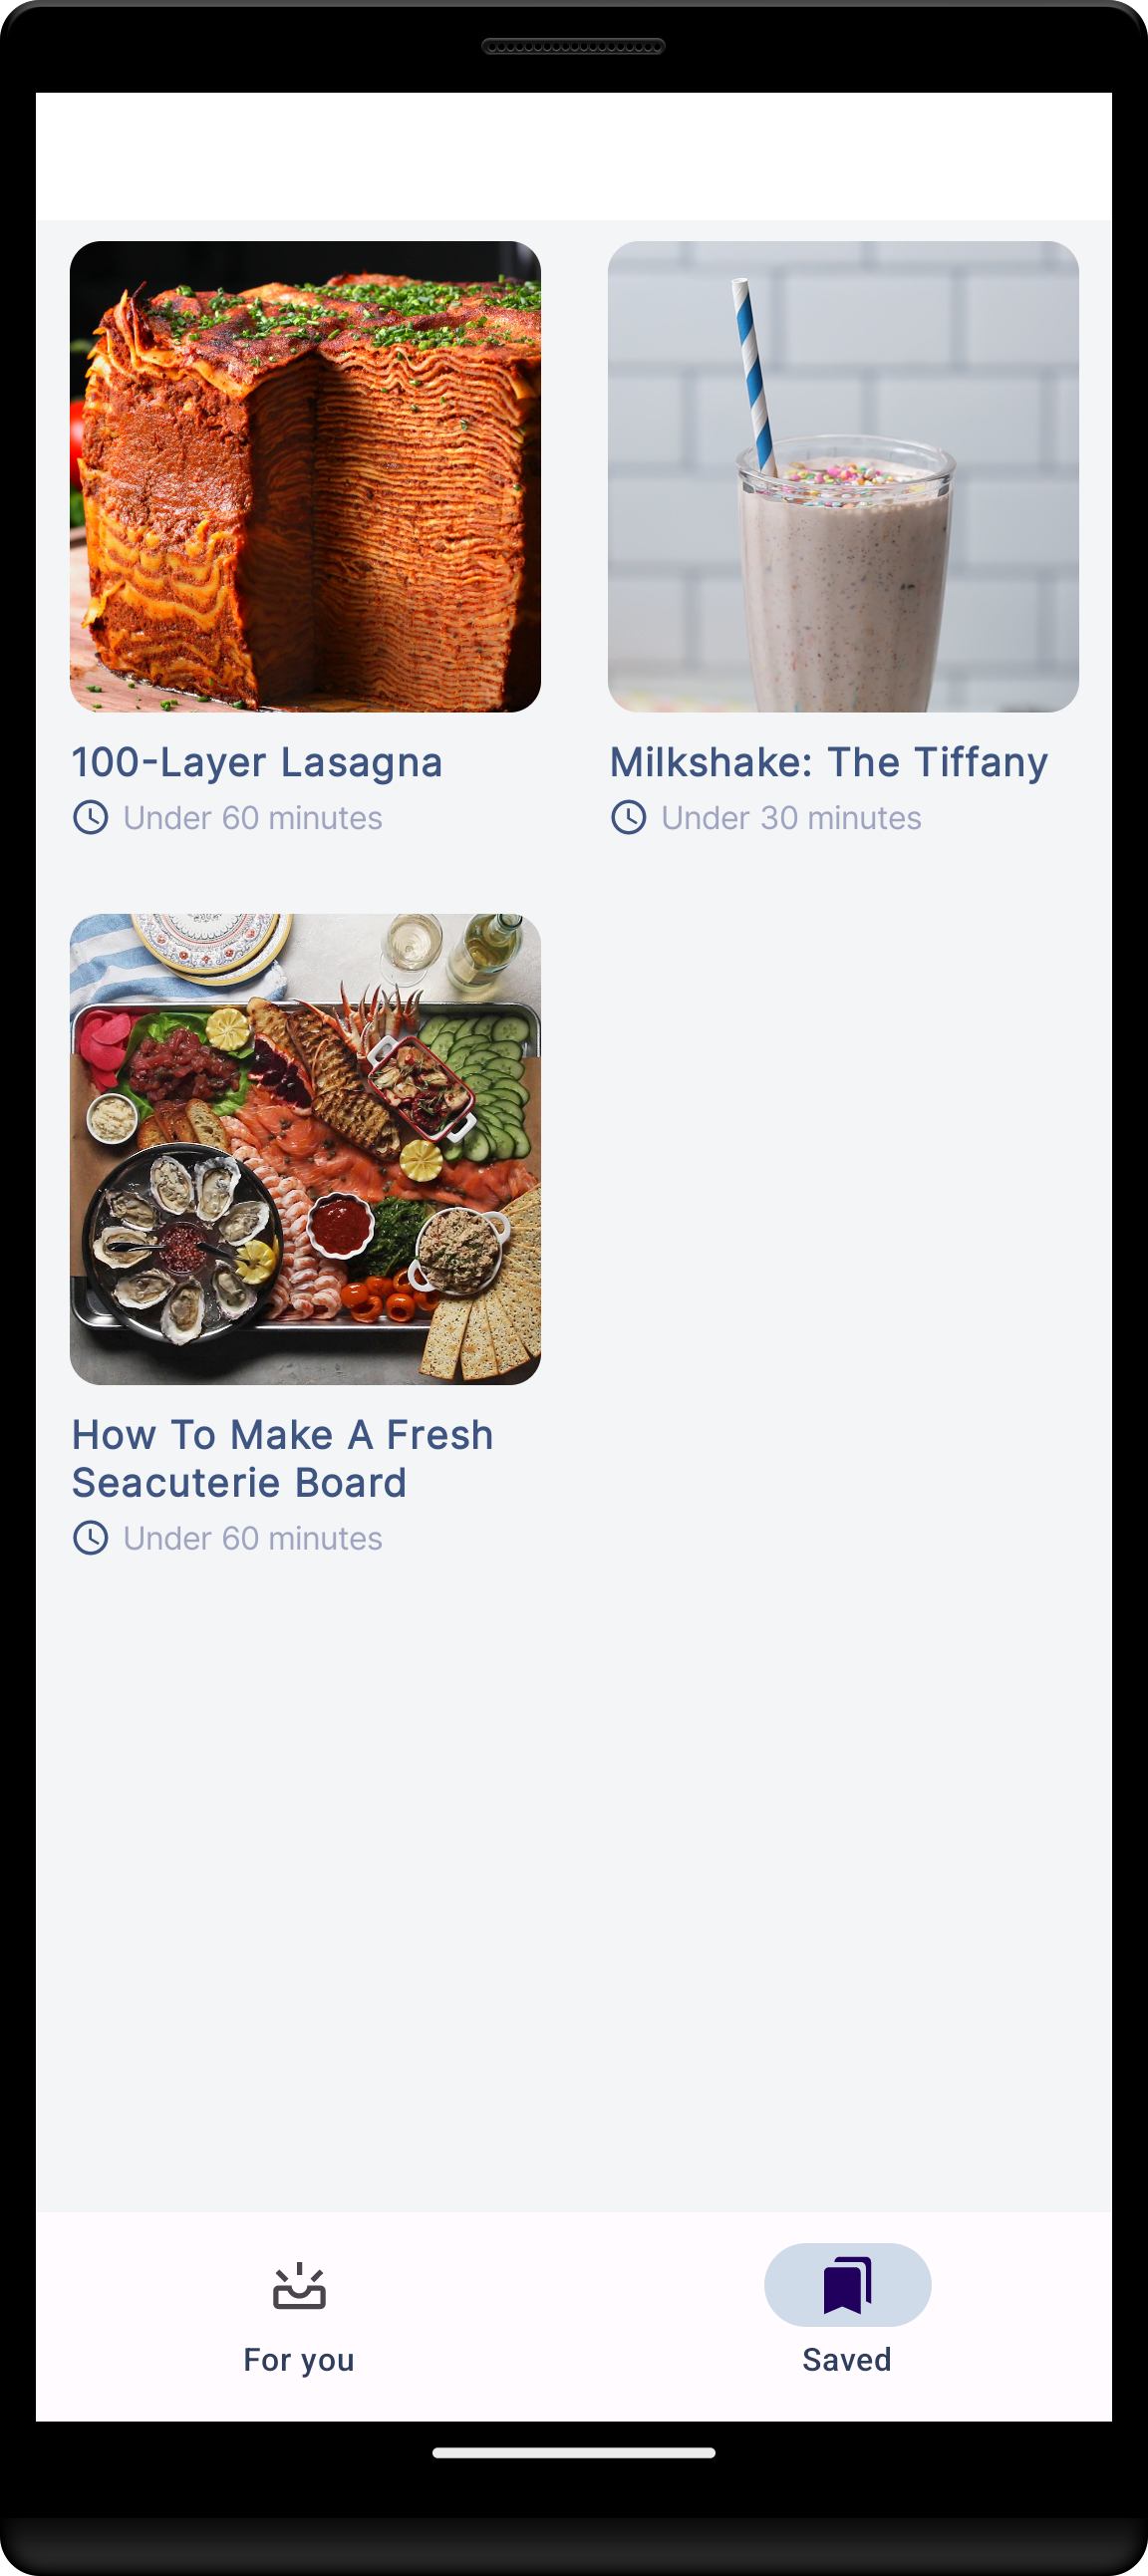 100-Layer Lasagna
Under 60 minutes
Milkshake: The Tiffany
Under 30 minutes
How To Make A Fresh
Seacuterie Board
Under 60 minutes
For you
Saved